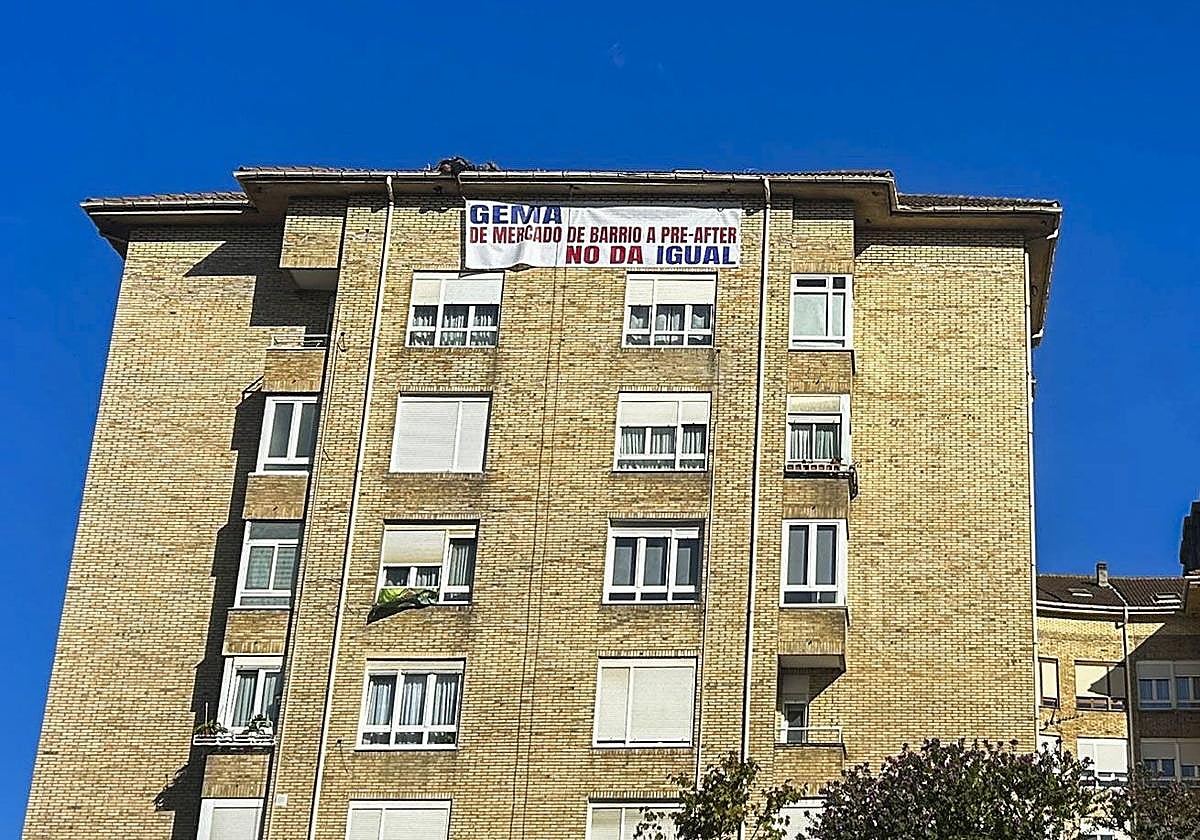 GEMA
DE MERCADO DE BARRIO A PRE-AFTER
NO DA IGUAL